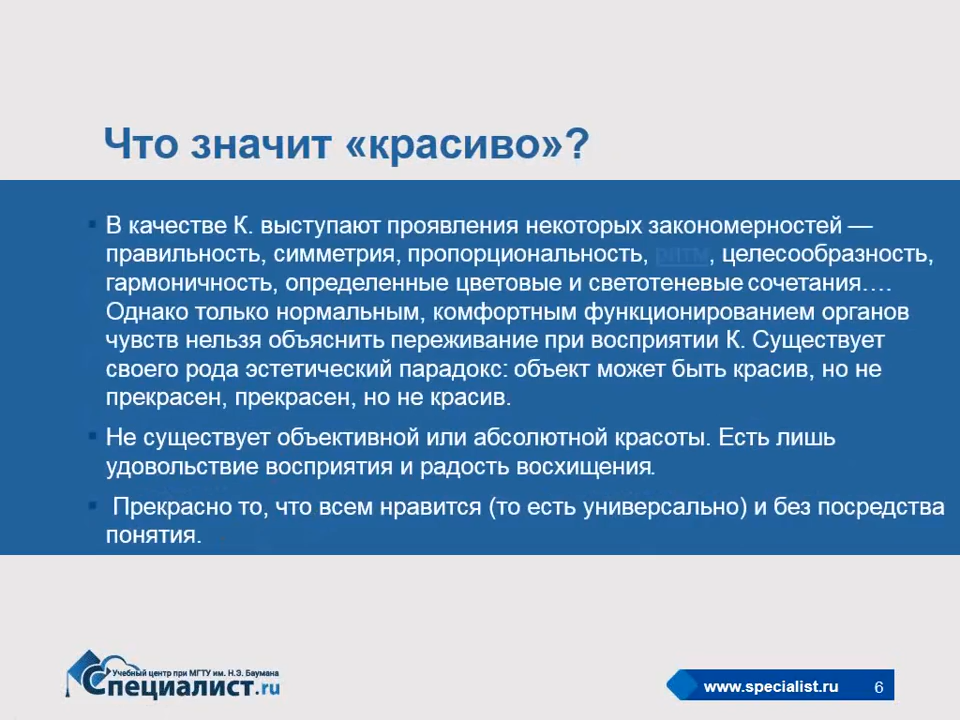 Что значит «красиво»?
В качестве К. выступают проявления некоторых закономерностей —
правильность, симметрия, пропорциональность, ритм, целесообразность,
гармоничность, определенные цветовые и светотеневые сочетания….
Однако только нормальным, комфортным функционированием органов
чувств нельзя объяснить переживание при восприятии К. Существует
своего рода эстетический парадокс: объект может быть красив, но не
прекрасен, прекрасен, но не красив.
Не существует объективной или абсолютной красоты. Есть лишь
удовольствие восприятия и радость восхищения.
Прекрасно то, что всем нравится (то есть универсально) и без посредства
понятия.
Учебный центр при МГТУ им. Н.Э. Баумана
Специалист.ru
www.specialist.ru 6